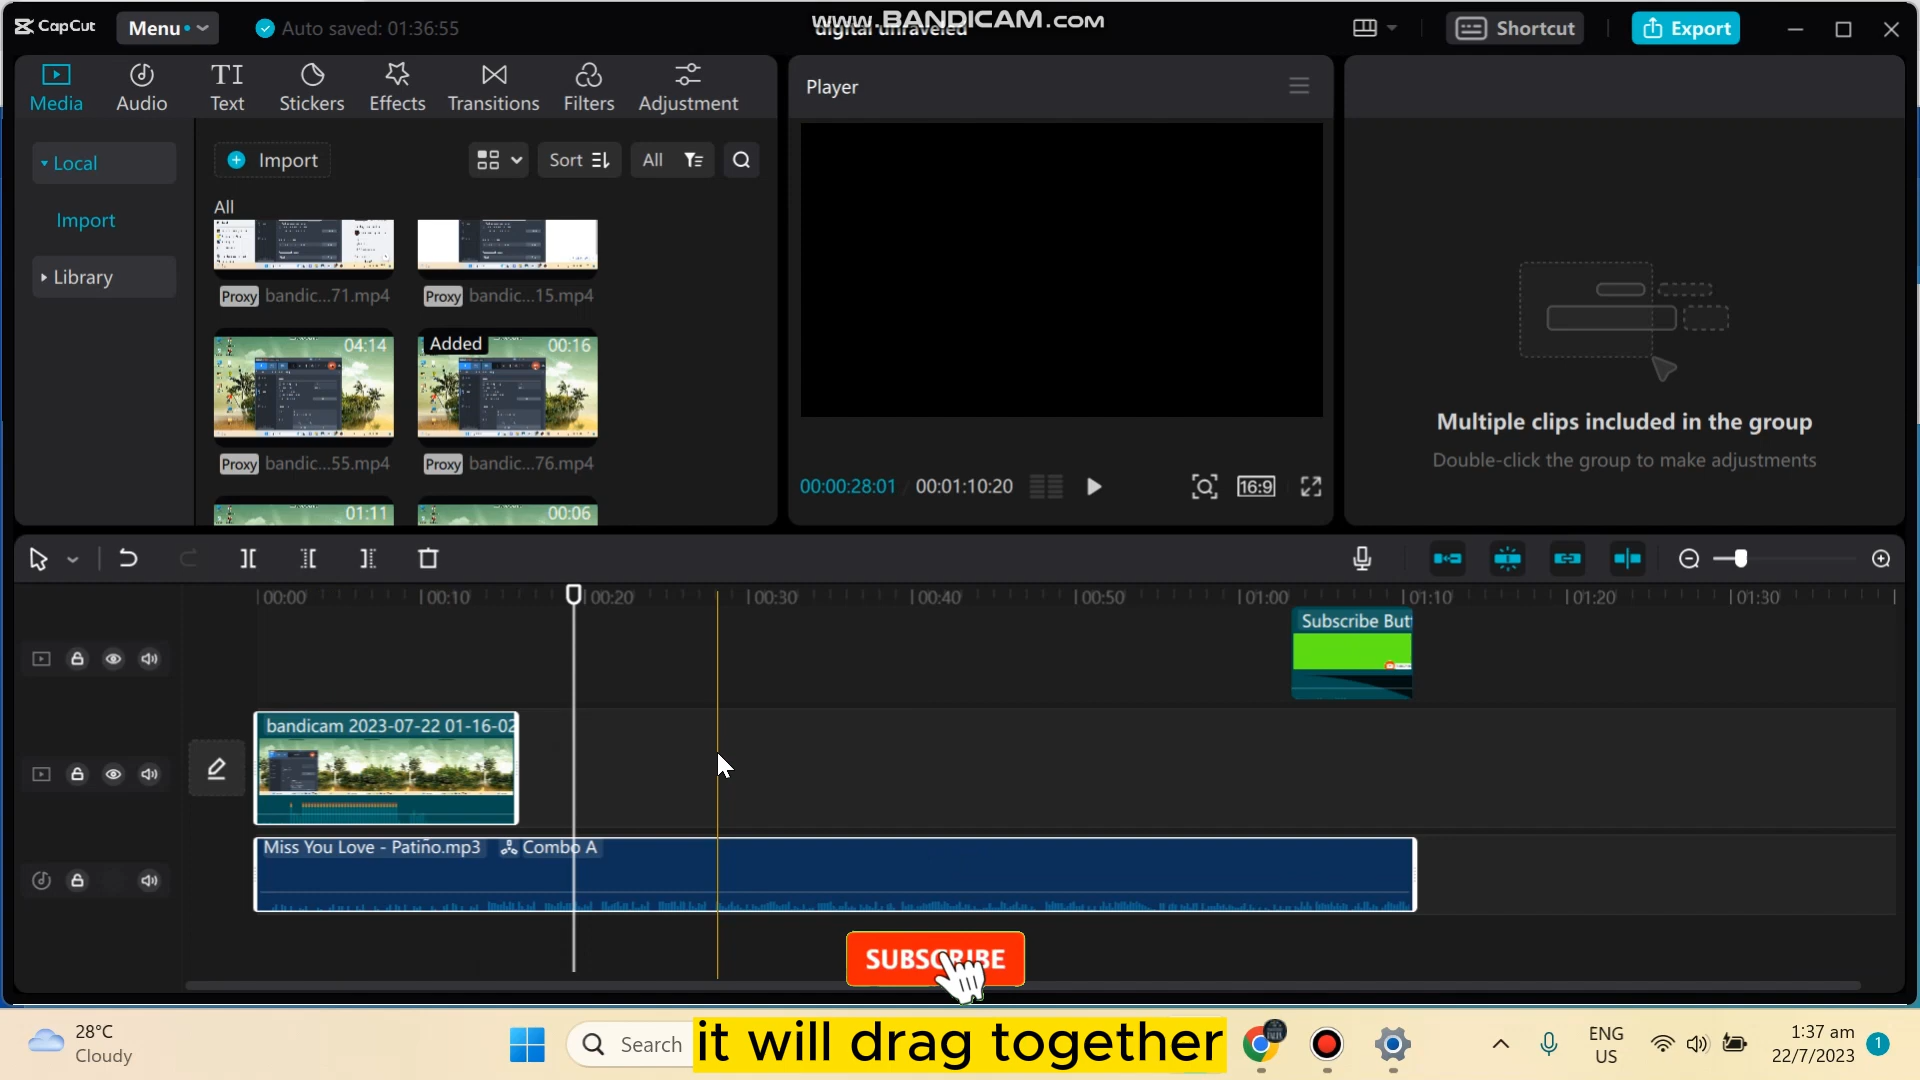 CapCut
Menu
Auto saved: 01:36:55
www.BANDICAM.com
digital unraveled
Shortcut
Export
Media
Audio
Text
Stickers
Effects
Transitions
Filters
Adjustment
Player
Local
Import
Library
Import
Sort
All
All
Proxy bandic...71.mp4
Proxy bandic...15.mp4
04:14
Added
00:16
Proxy bandic...55.mp4
Proxy bandic...76.mp4
01:11
00:06
00:00:28:01 / 00:01:10:20
16:9
Multiple clips included in the group
Double-click the group to make adjustments
00:00
00:10
00:20
00:30
00:40
00:50
01:00
01:10
01:20
01:30
Subscribe But
bandicam 2023-07-22 01-16-02
Miss You Love - Patiño.mp3
Combo A
SUBSCRIBE
28°C
Cloudy
Search
it will drag together
ENG
US
1:37 am
22/7/2023
1